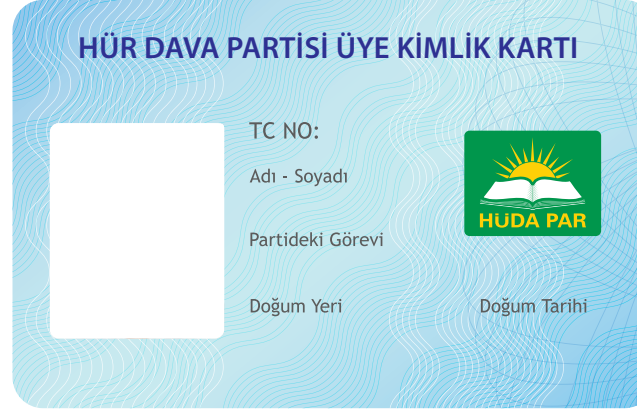 HÜR DAVA PARTİSİ ÜYE KİMLİK KARTI
TC NO:
Adı - Soyadı
HÜDA PAR
Partideki Görevi
Doğum Yeri
Doğum Tarihi